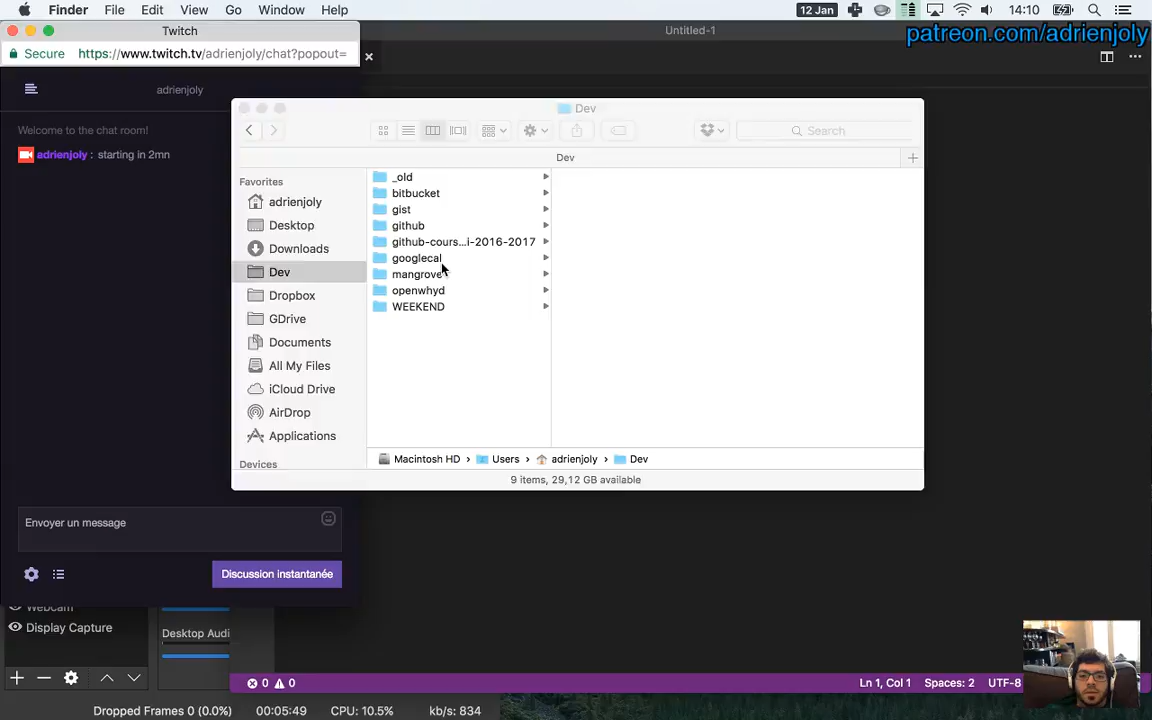 Finder File Edit View Go Window Help
12 Jan 14:10
Twitch
Untitled-1
patreon.com/adrienjoly
Secure https://www.twitch.tv/adrienjoly/chat?popout=
adrienjoly
Welcome to the chat room!
adrienjoly : starting in 2mn
Dev
Search
Dev
Favorites
adrienjoly
Desktop
Downloads
Dev
Dropbox
GDrive
Documents
All My Files
iCloud Drive
AirDrop
Applications
Devices
_old
bitbucket
gist
github
github-cours...i-2016-2017
googlecal
mangrove
openwhyd
WEEKEND
Macintosh HD › Users › adrienjoly › Dev
9 items, 29,12 GB available
Envoyer un message
Discussion instantanée
Webcam
Display Capture
Desktop Audi
0 0
Ln 1, Col 1 Spaces: 2 UTF-8
Dropped Frames 0 (0.0%) 00:05:49 CPU: 10.5% kb/s: 834